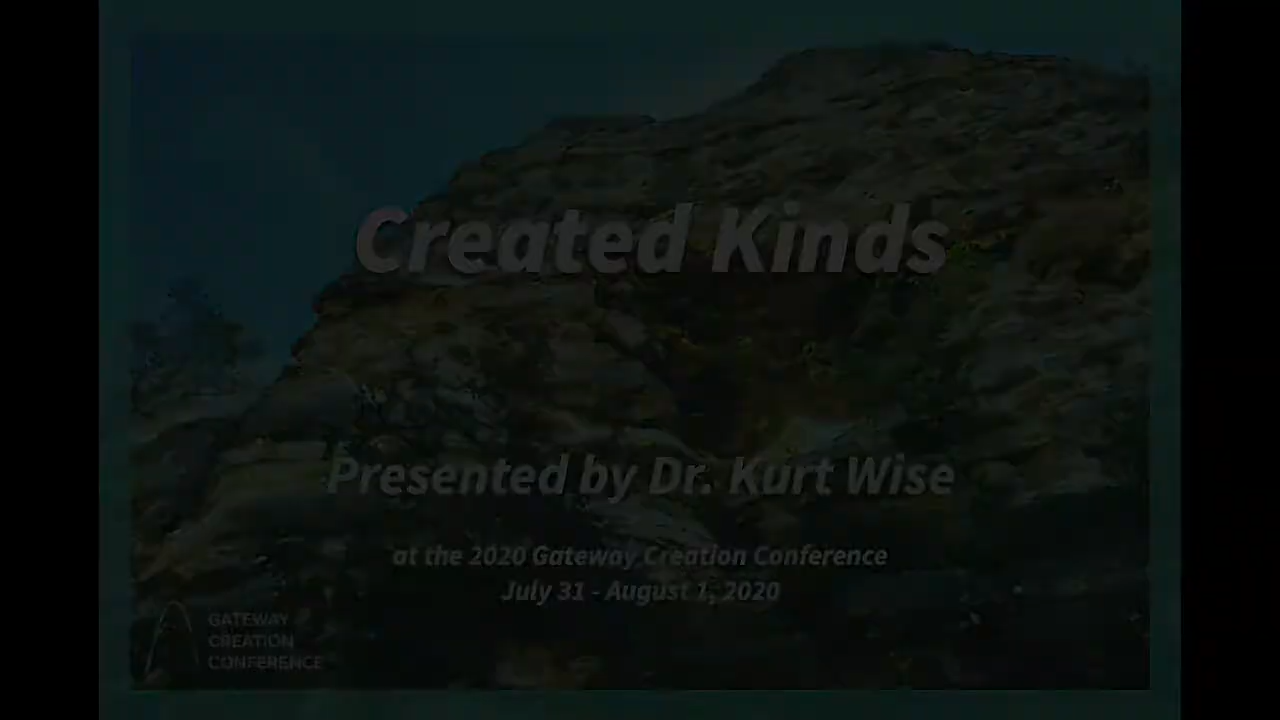 Created Kinds
Presented by Dr. Kurt Wise
at the 2020 Gateway Creation Conference
July 31 - August 1, 2020
GATEWAY
CREATION
CONFERENCE